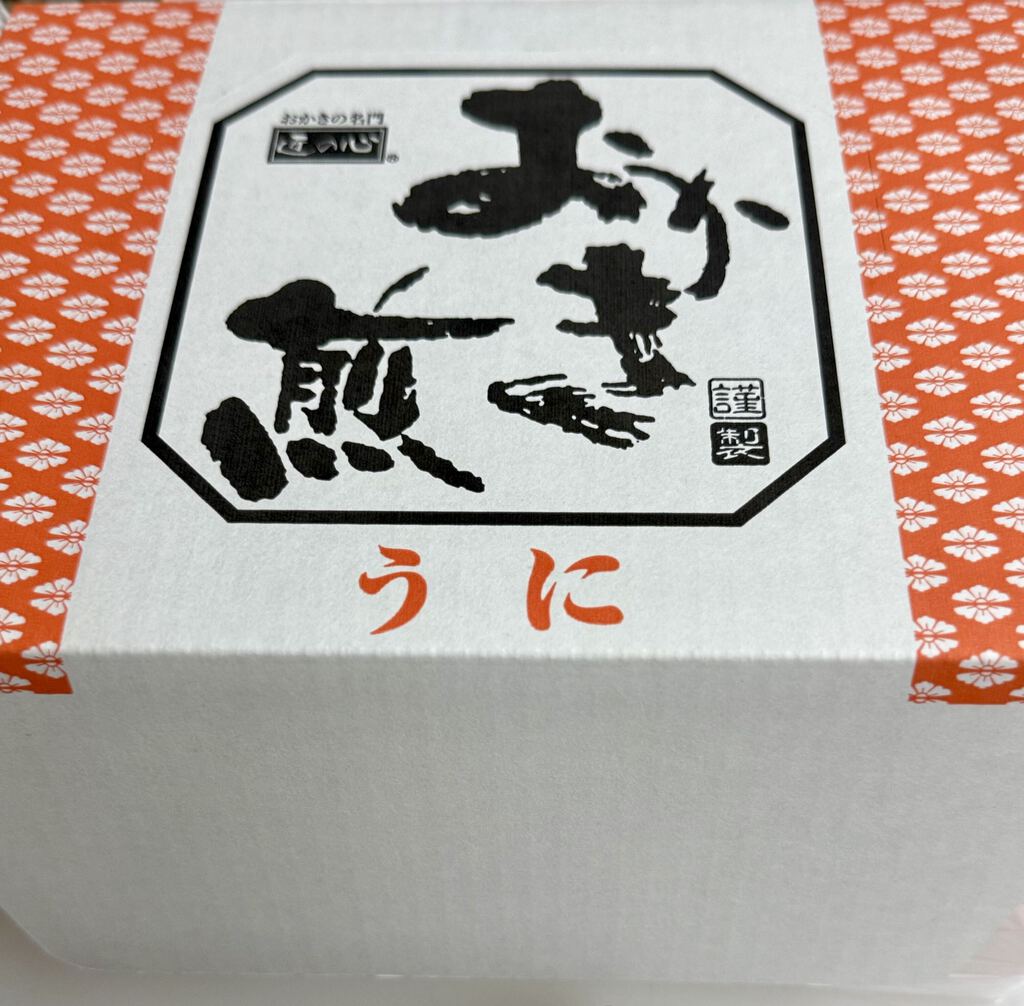 おかきの名門
匠の心®
おかき
煎
謹製
うに